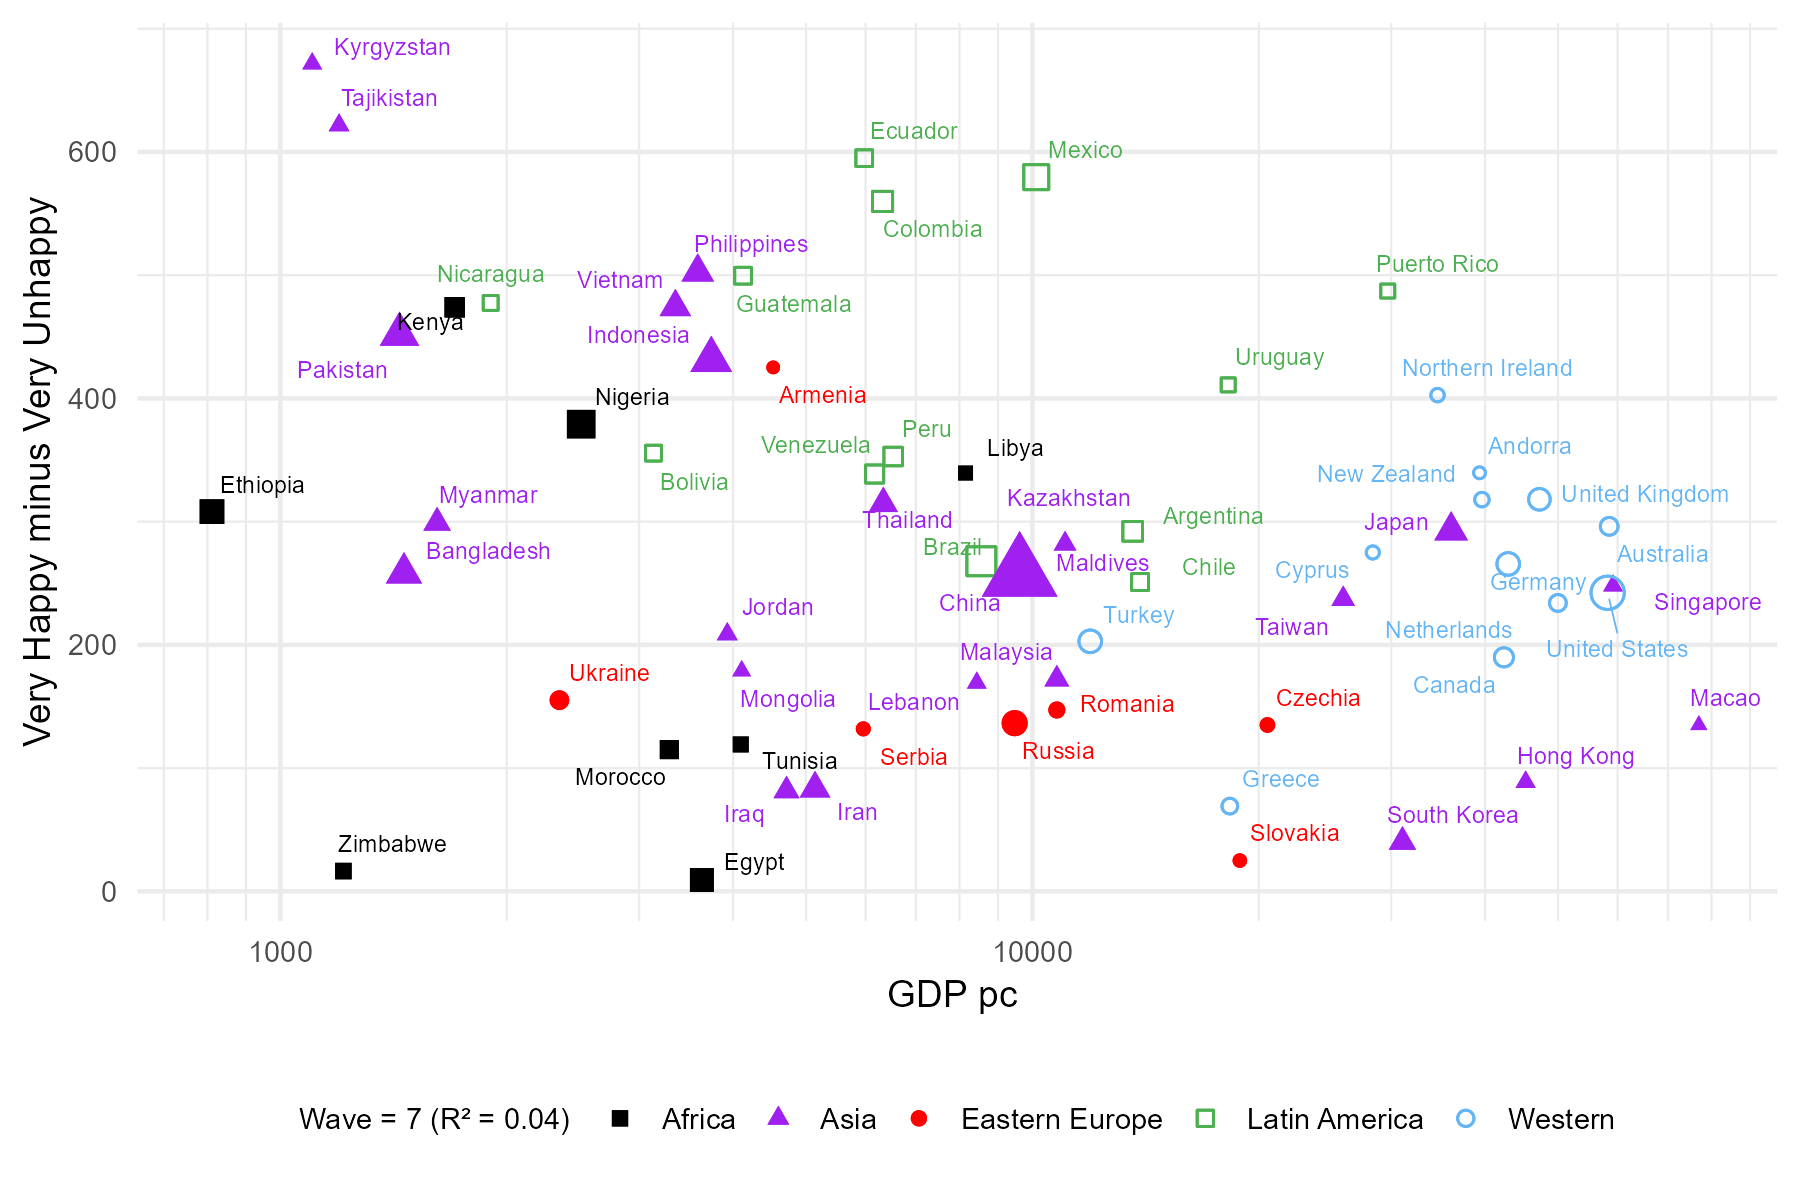 Kyrgyzstan
Tajikistan
Ecuador
Mexico
600
Colombia
Philippines
Puerto Rico
Nicaragua
Vietnam
Guatemala
Kenya
Indonesia
Uruguay
Pakistan
Northern Ireland
Armenia
400
Nigeria
Peru
Venezuela
Libya
Andorra
New Zealand
Bolivia
Ethiopia
Myanmar
Kazakhstan
United Kingdom
Thailand
Argentina
Japan
Brazil
Bangladesh
Australia
Maldives
Chile
Cyprus
Germany
China
Singapore
Jordan
Turkey
Taiwan
Netherlands
200
Malaysia
United States
Ukraine
Canada
Mongolia
Lebanon
Romania
Czechia
Macao
Serbia
Russia
Hong Kong
Tunisia
Morocco
Greece
Iraq
Iran
South Korea
Slovakia
Zimbabwe
Egypt
0
Very Happy minus Very Unhappy
1000
10000
GDP pc
Wave = 7 (R² = 0.04)
Africa
Asia
Eastern Europe
Latin America
Western